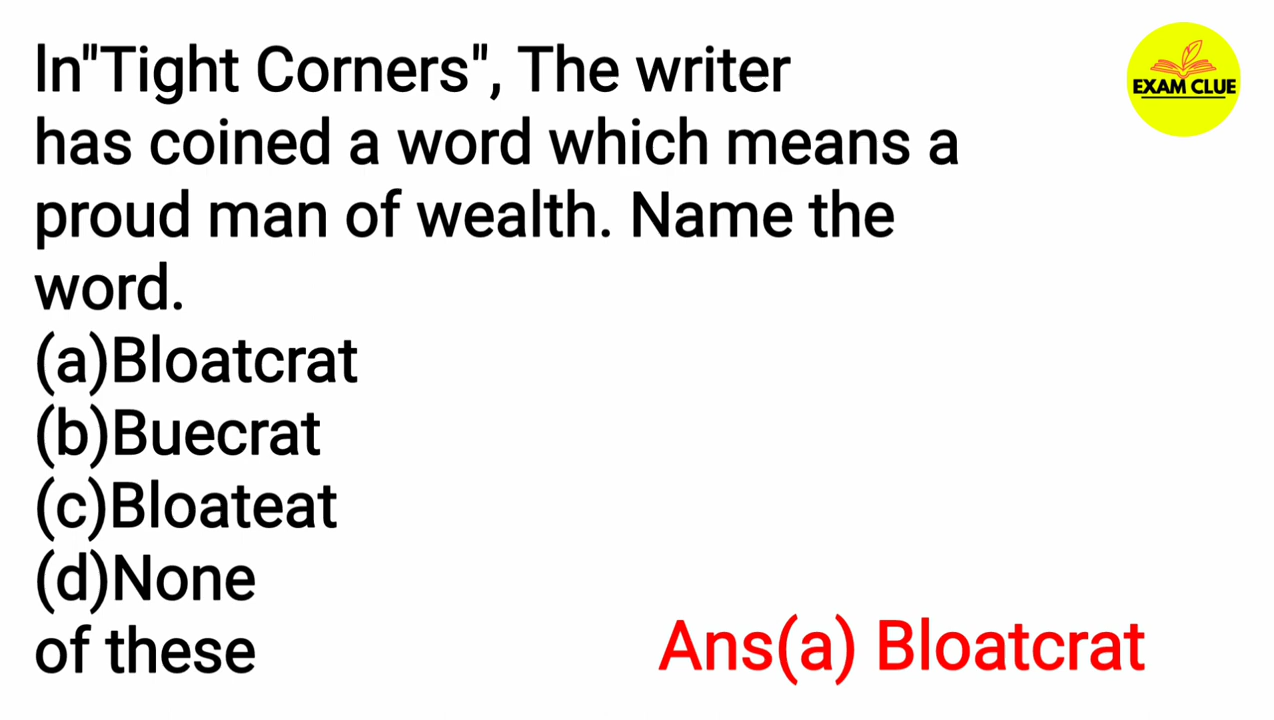 In"Tight Corners", The writer
has coined a word which means a
proud man of wealth. Name the
word.
(a)Bloatcrat
(b)Buecrat
(c)Bloateat
(d)None
of these
Ans(a) Bloatcrat
EXAM CLUE